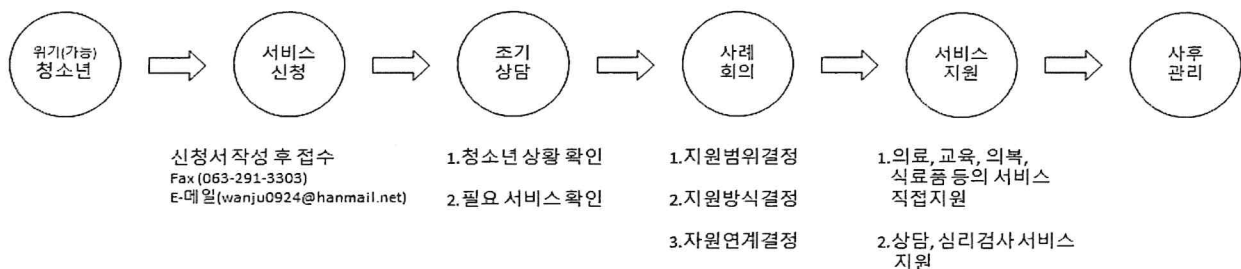 위기(가능)
청소년
서비스
신청
조기
상담
사례
회의
서비스
지원
사후
관리
신청서 작성 후 접수
Fax (063-291-3303)
E-메일(wanju0924@hanmail.net)
1.청소년 상황 확인
2.필요 서비스 확인
1.지원범위결정
2.지원방식결정
3.자원연계결정
1.의료, 교육, 의복,
식료품 등의 서비스
직접지원
2.상담, 심리검사 서비스
지원